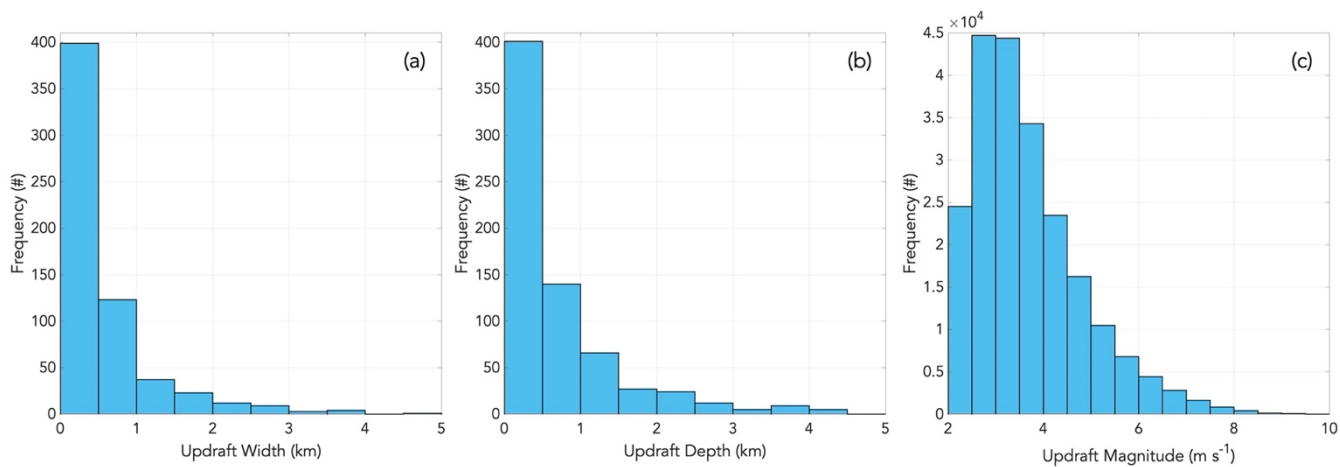 (a)
Frequency (#)
400
350
300
250
200
150
100
50
0
0 1 2 3 4 5
Updraft Width (km)
(b)
Frequency (#)
400
350
300
250
200
150
100
50
0
0 1 2 3 4 5
Updraft Depth (km)
×10⁴
(c)
Frequency (#)
4.5
4
3.5
3
2.5
2
1.5
1
0.5
0
2 4 6 8 10
Updraft Magnitude (m s⁻¹)